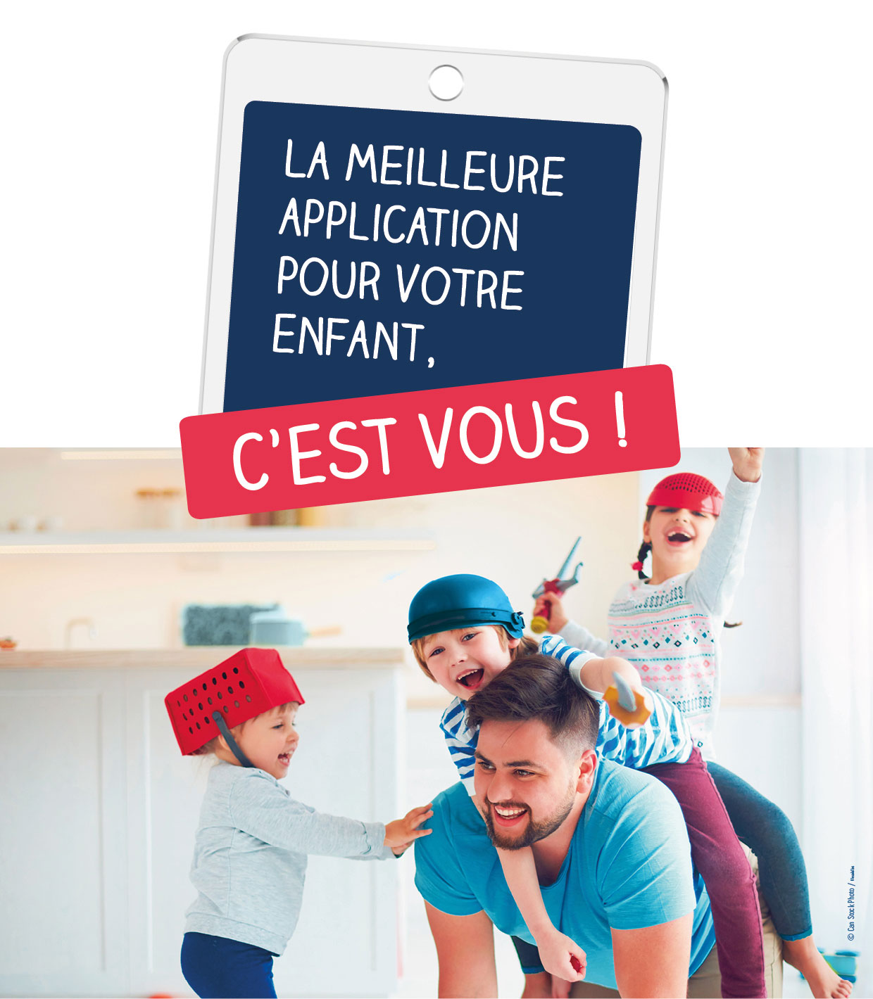 LA MEILLEURE
APPLICATION
POUR VOTRE
ENFANT,
C'EST VOUS !
© Can Stock Photo /